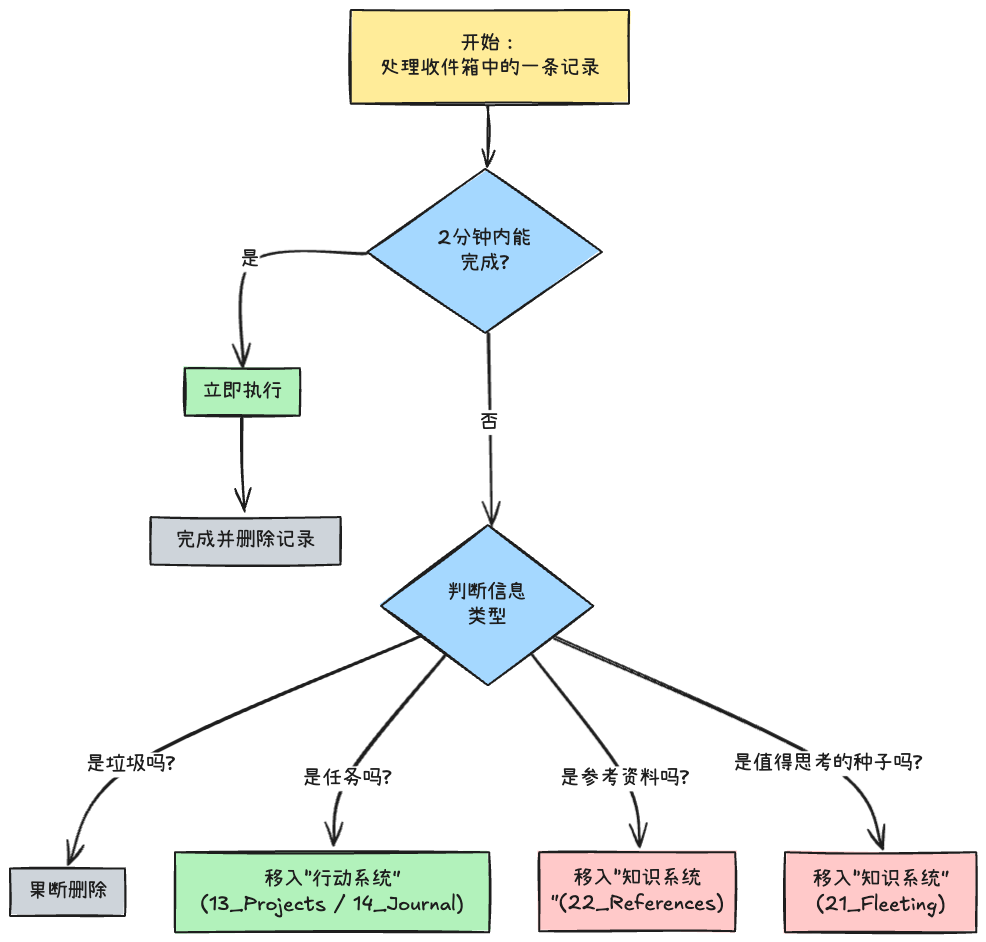 开始：
处理收件箱中的一条记录
2分钟内能
完成?
是
立即执行
否
完成并删除记录
判断信息
类型
是垃圾吗?
是任务吗?
是参考资料吗?
是值得思考的种子吗?
果断删除
移入"行动系统"
(13_Projects / 14_Journal)
移入"知识系统
"(22_References)
移入"知识系统"
(21_Fleeting)